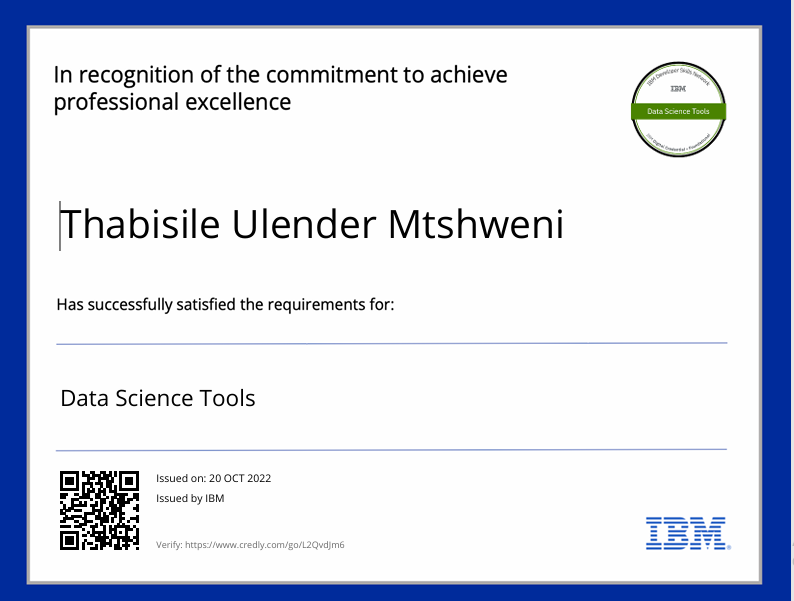 In recognition of the commitment to achieve
professional excellence
IBM Developer Skills Network
IBM
Data Science Tools
IBM Digital Credential • Foundational
Thabisile Ulender Mtshweni
Has successfully satisfied the requirements for:
Data Science Tools
Issued on: 20 OCT 2022
Issued by IBM
Verify: https://www.credly.com/go/L2QvdJm6
IBM®